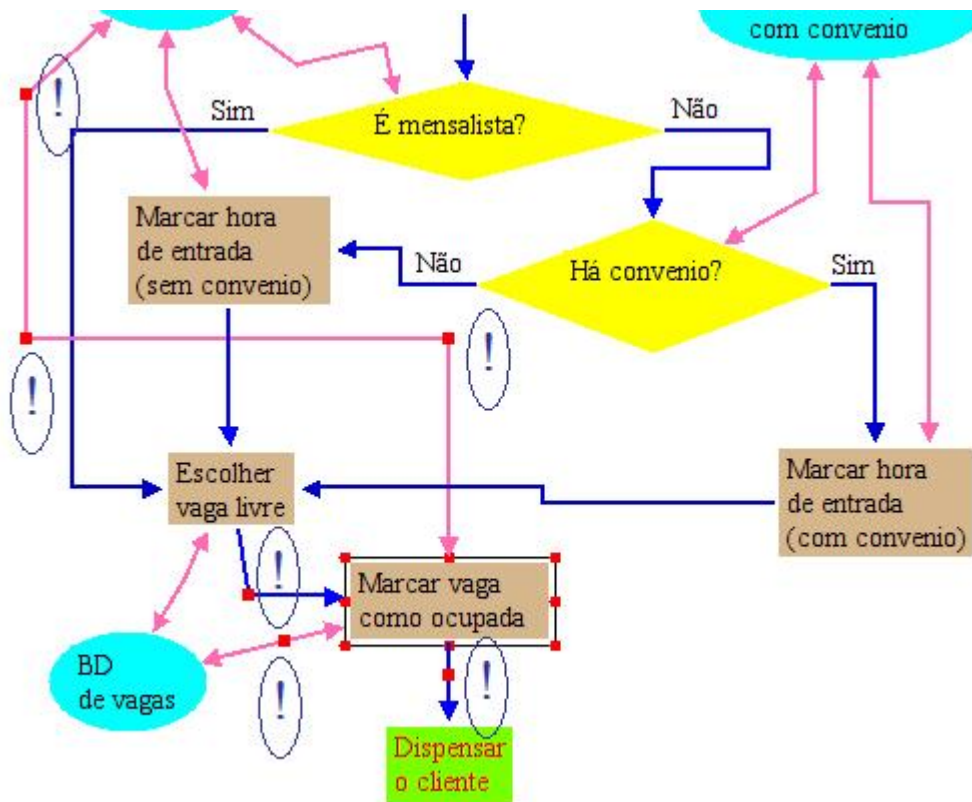 com convenio
Sim
É mensalista?
Não
Marcar hora
de entrada
(sem convenio)
Não
Há convenio?
Sim
!
!
!
Escolher
vaga livre
Marcar hora
de entrada
(com convenio)
!
Marcar vaga
como ocupada
BD
de vagas
!
!
Dispensar
o cliente